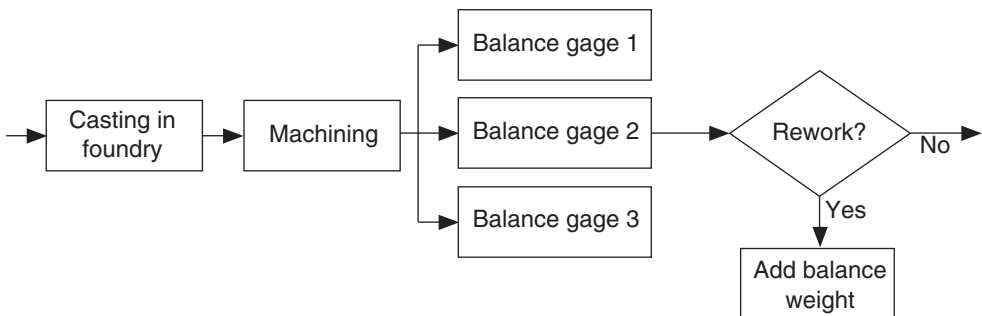 Casting in
foundry
Machining
Balance gage 1
Balance gage 2
Balance gage 3
Rework?
No
Yes
Add balance
weight